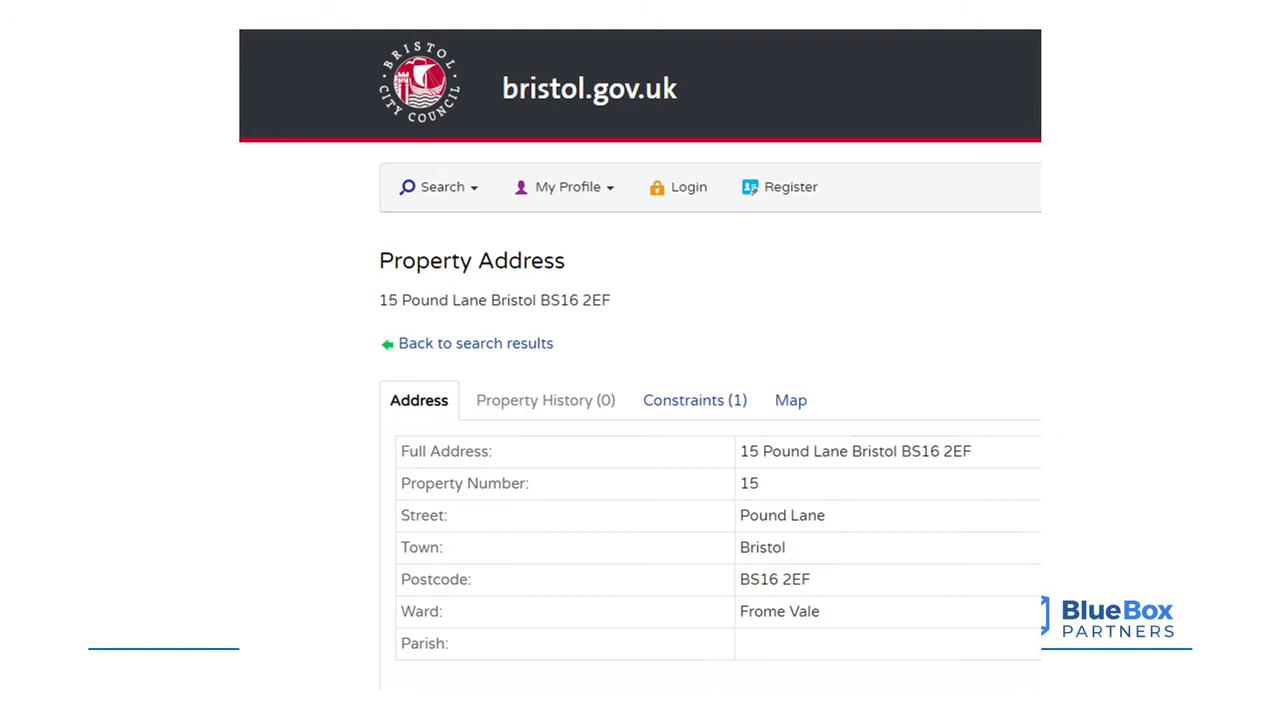 BRISTOL CITY COUNCIL
bristol.gov.uk
Search My Profile Login Register
Property Address
15 Pound Lane Bristol BS16 2EF
Back to search results
Address Property History (0) Constraints (1) Map
Full Address: 15 Pound Lane Bristol BS16 2EF
Property Number: 15
Street: Pound Lane
Town: Bristol
Postcode: BS16 2EF
Ward: Frome Vale
Parish:
BlueBox
PARTNERS